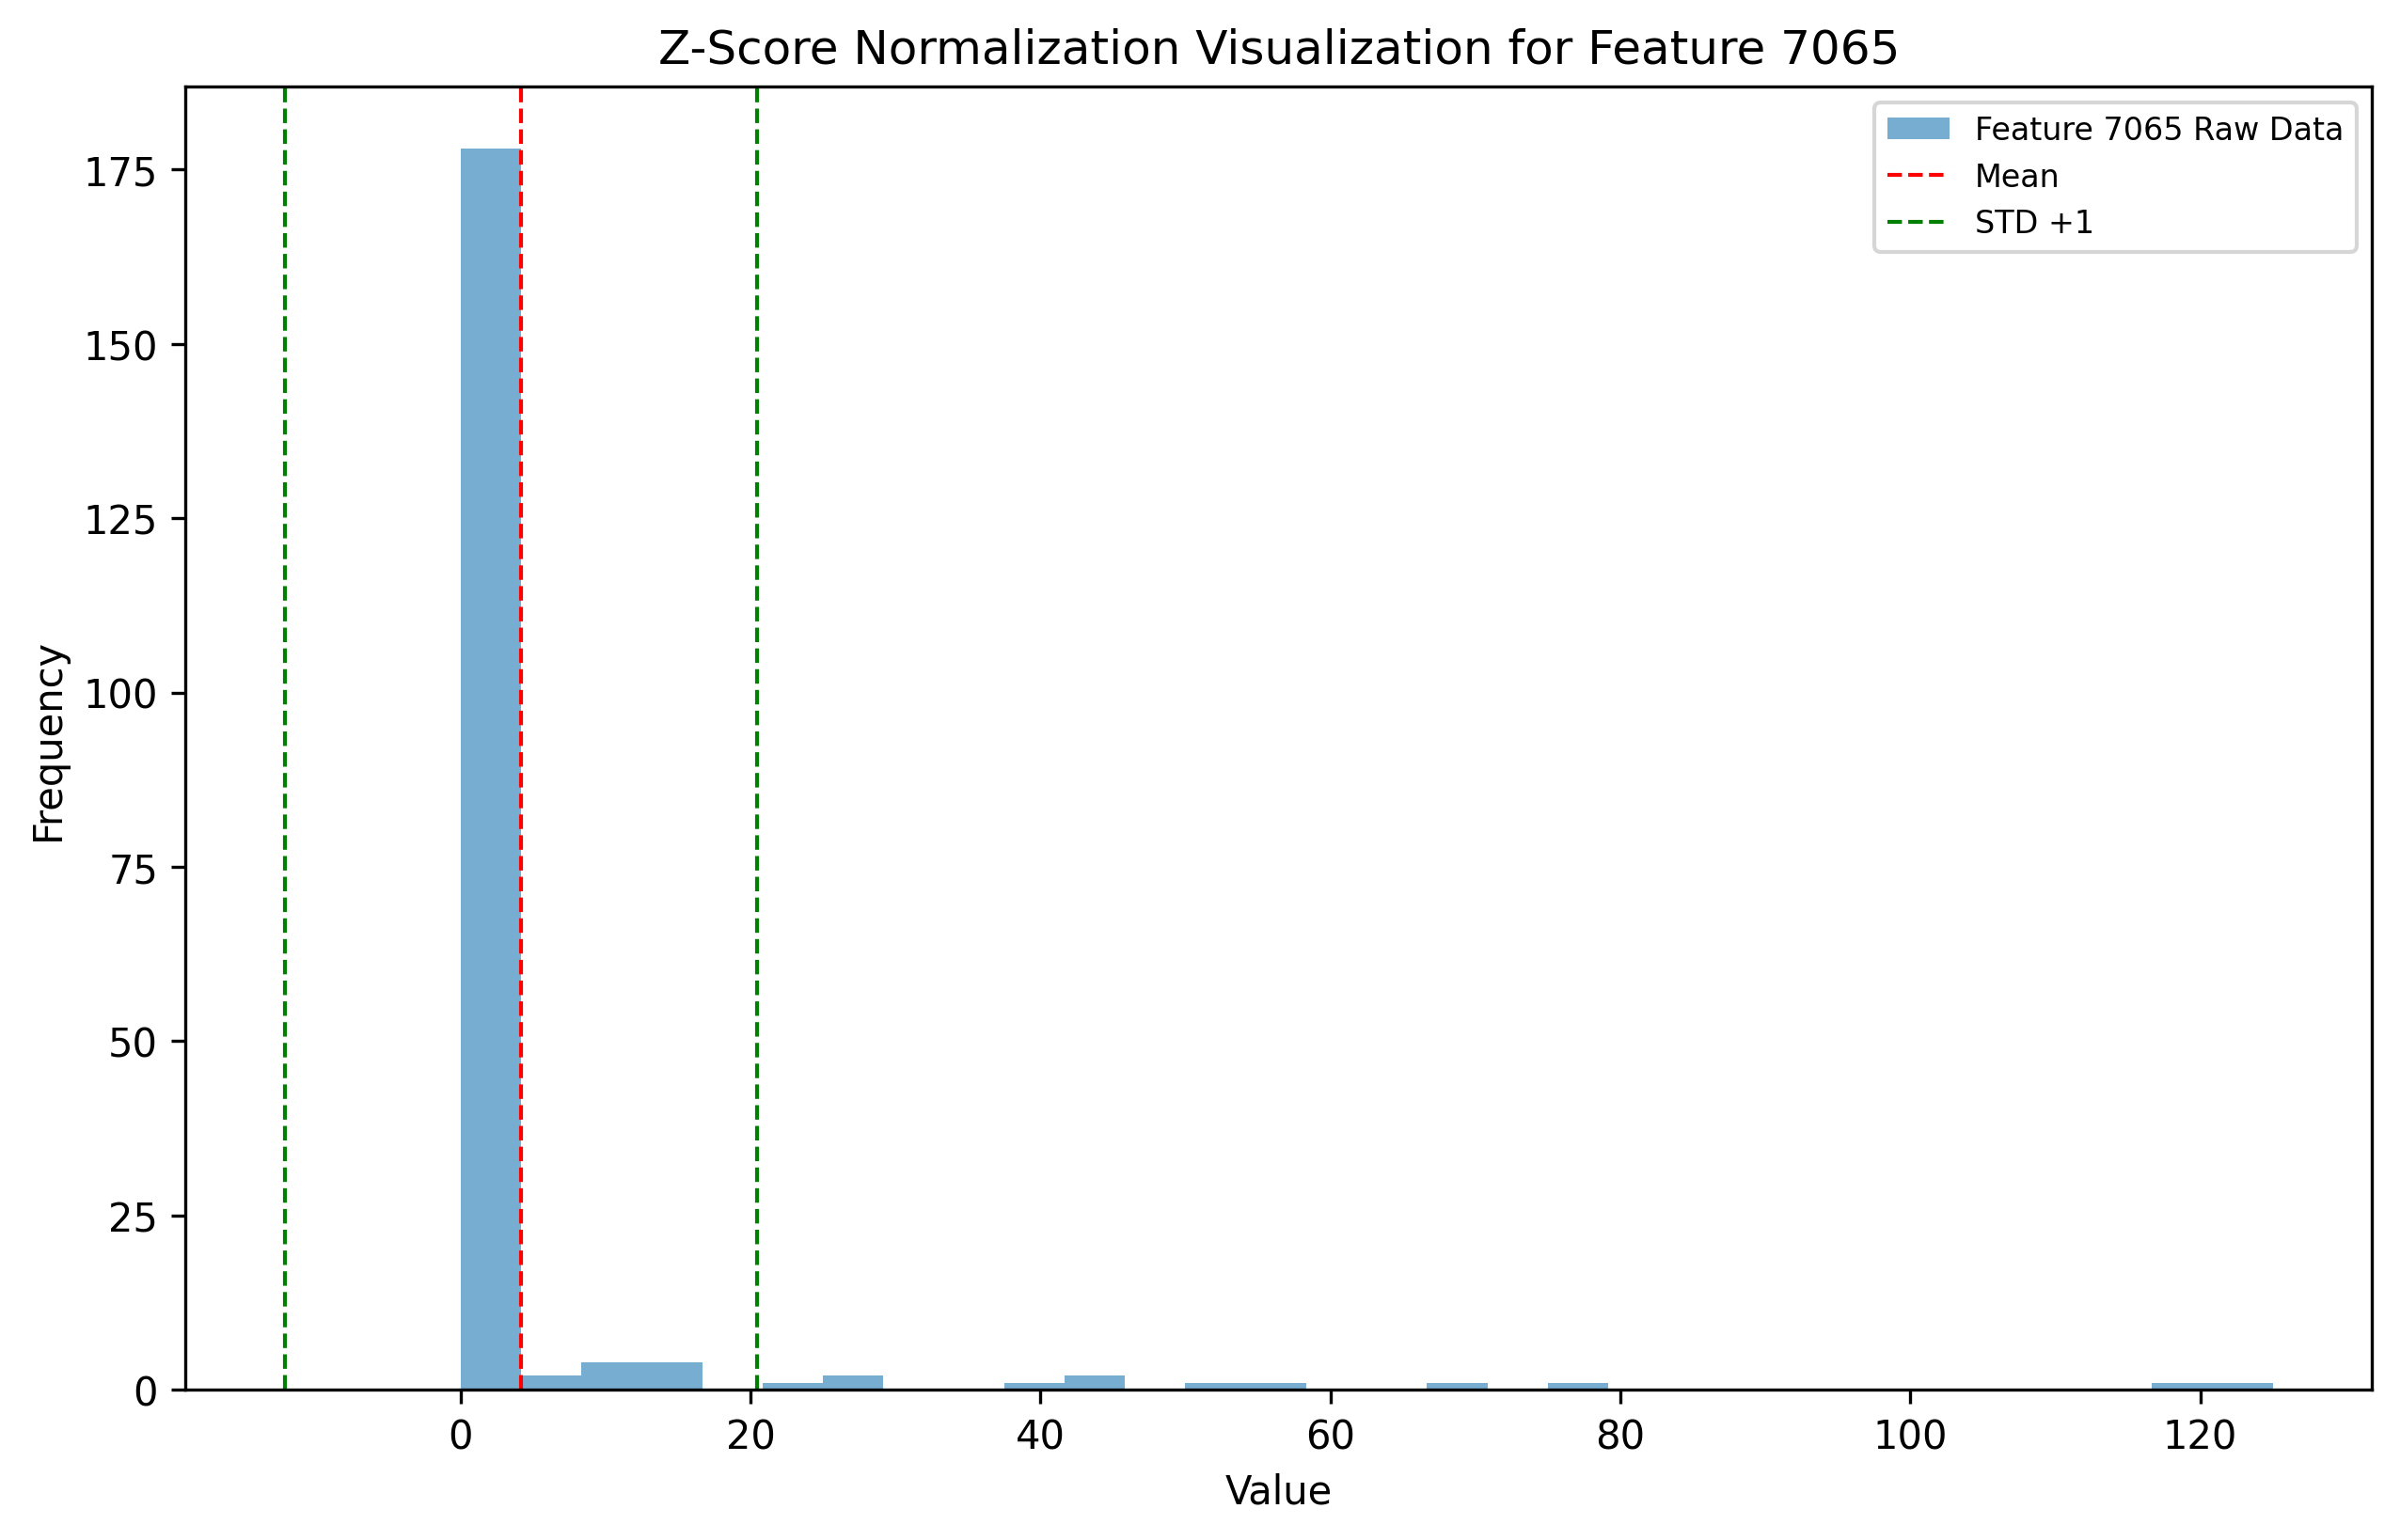 Z-Score Normalization Visualization for Feature 7065
Feature 7065 Raw Data
Mean
STD +1
175
150
125
100
75
50
25
0
Frequency
0 20 40 60 80 100 120
Value